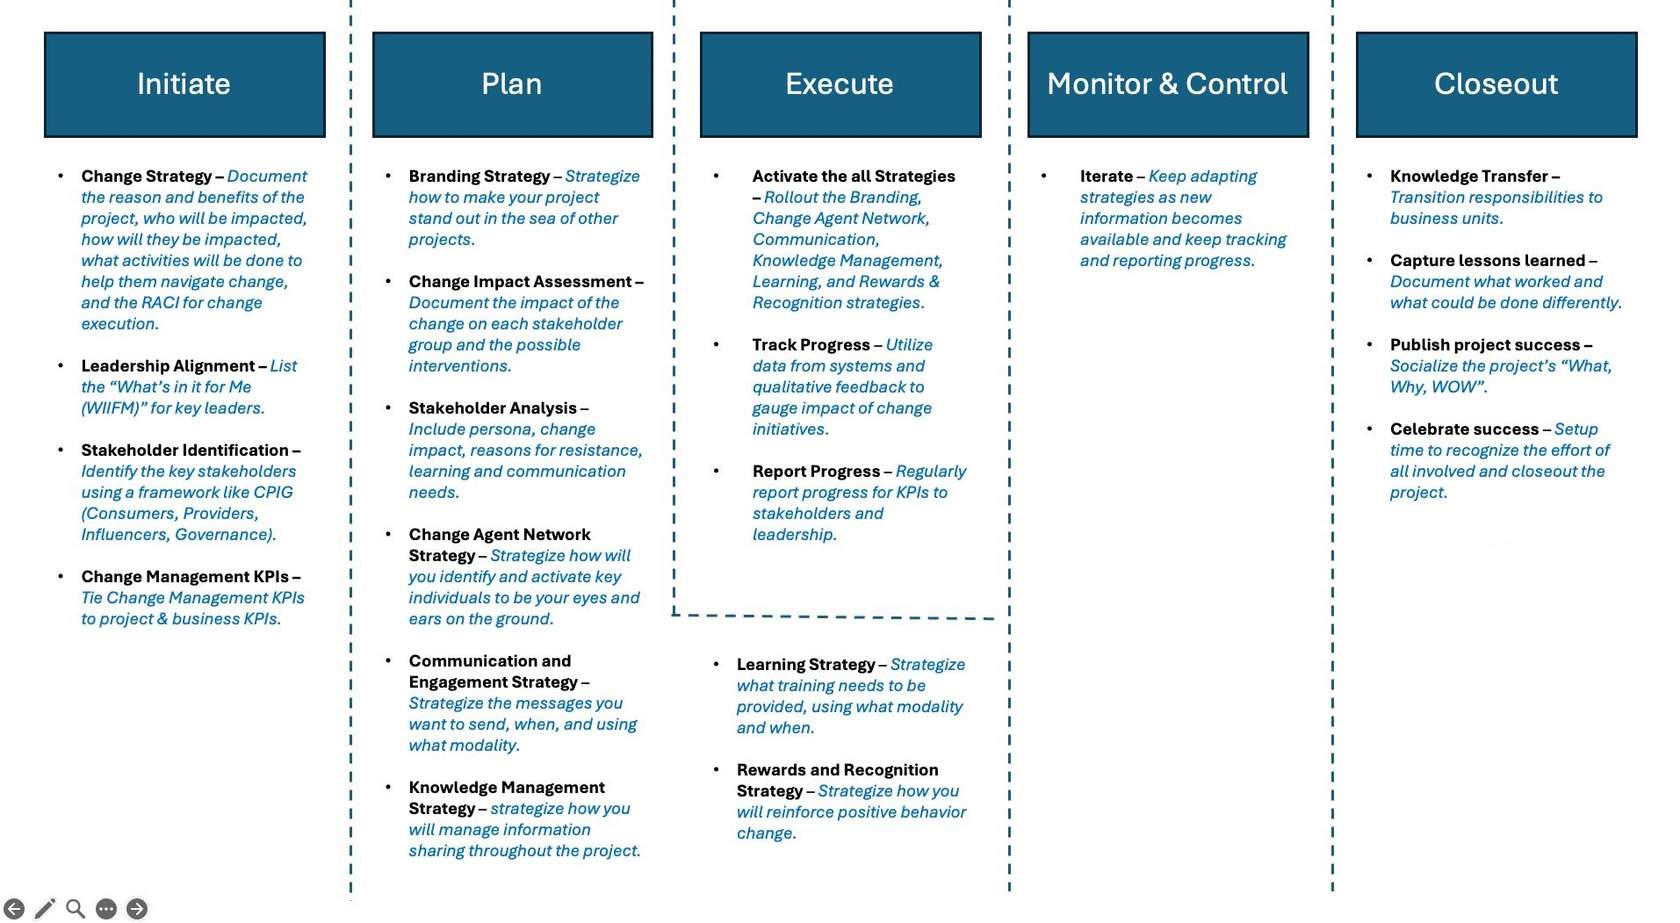 Initiate
Change Strategy – Document
the reason and benefits of the
project, who will be impacted,
how will they be impacted,
what activities will be done to
help them navigate change,
and the RACI for change
execution.
Leadership Alignment – List
the “What’s in it for Me
(WIIFM)” for key leaders.
Stakeholder Identification –
Identify the key stakeholders
using a framework like CPIG
(Consumers, Providers,
Influencers, Governance).
Change Management KPIs –
Tie Change Management KPIs
to project & business KPIs.
Plan
Branding Strategy – Strategize
how to make your project
stand out in the sea of other
projects.
Change Impact Assessment –
Document the impact of the
change on each stakeholder
group and the possible
interventions.
Stakeholder Analysis –
Include persona, change
impact, reasons for resistance,
learning and communication
needs.
Change Agent Network
Strategy – Strategize how will
you identify and activate key
individuals to be your eyes and
ears on the ground.
Communication and
Engagement Strategy –
Strategize the messages you
want to send, when, and using
what modality.
Knowledge Management
Strategy – strategize how you
will manage information
sharing throughout the project.
Learning Strategy – Strategize
what training needs to be
provided, using what modality
and when.
Rewards and Recognition
Strategy – Strategize how you
will reinforce positive behavior
change.
Execute
Activate the all Strategies
– Rollout the Branding,
Change Agent Network,
Communication,
Knowledge Management,
Learning, and Rewards &
Recognition strategies.
Track Progress – Utilize
data from systems and
qualitative feedback to
gauge impact of change
initiatives.
Report Progress – Regularly
report progress for KPIs to
stakeholders and
leadership.
Monitor & Control
Iterate – Keep adapting
strategies as new
information becomes
available and keep tracking
and reporting progress.
Closeout
Knowledge Transfer –
Transition responsibilities to
business units.
Capture lessons learned –
Document what worked and
what could be done differently.
Publish project success –
Socialize the project’s “What,
Why, WOW”.
Celebrate success – Setup
time to recognize the effort of
all involved and closeout the
project.